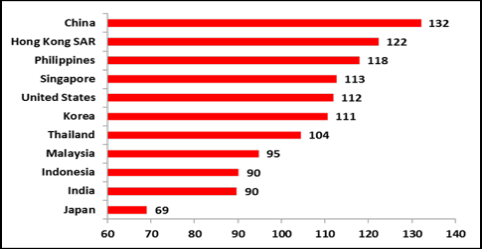 China 132
Hong Kong SAR 122
Philippines 118
Singapore 113
United States 112
Korea 111
Thailand 104
Malaysia 95
Indonesia 90
India 90
Japan 69
60 70 80 90 100 110 120 130 140